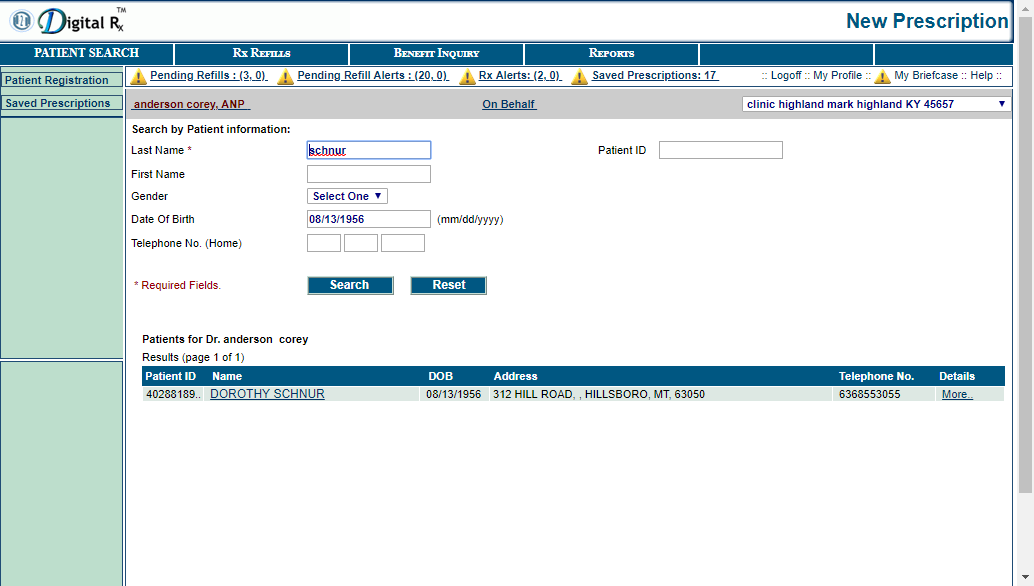 Digital Rx TM
New Prescription
PATIENT SEARCH RX REFILLS BENEFIT INQUIRY REPORTS
Patient Registration
Saved Prescriptions
Pending Refills : (3, 0) Pending Refill Alerts : (20, 0) Rx Alerts: (2, 0) Saved Prescriptions: 17 :: Logoff :: My Profile :: My Briefcase :: Help ::
anderson corey, ANP On Behalf clinic highland mark highland KY 45657
Search by Patient information:
Last Name * schnur Patient ID
First Name
Gender Select One
Date Of Birth 08/13/1956 (mm/dd/yyyy)
Telephone No. (Home)
* Required Fields. Search Reset
Patients for Dr. anderson corey
Results (page 1 of 1)
Patient ID Name DOB Address Telephone No. Details
40288189.. DOROTHY SCHNUR 08/13/1956 312 HILL ROAD, , HILLSBORO, MT, 63050 6368553055 More..